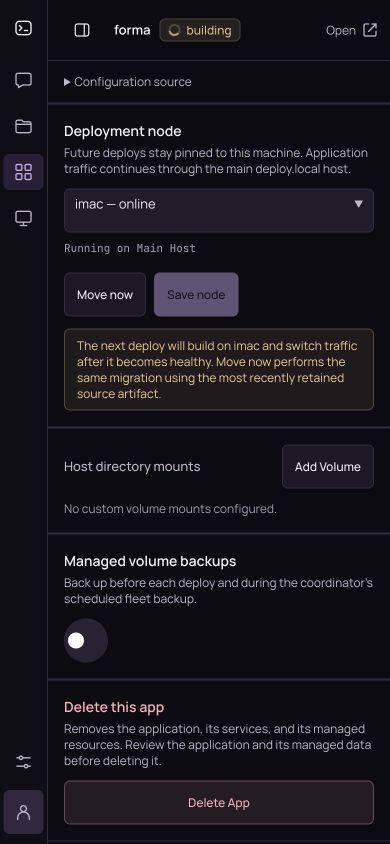 forma
building
Open
Configuration source
Deployment node
Future deploys stay pinned to this machine. Application
traffic continues through the main deploy.local host.
imac — online
Running on Main Host
Move now
Save node
The next deploy will build on imac and switch traffic
after it becomes healthy. Move now performs the
same migration using the most recently retained
source artifact.
Host directory mounts
Add Volume
No custom volume mounts configured.
Managed volume backups
Back up before each deploy and during the coordinator's
scheduled fleet backup.
Delete this app
Removes the application, its services, and its managed
resources. Review the application and its managed data
before deleting it.
Delete App